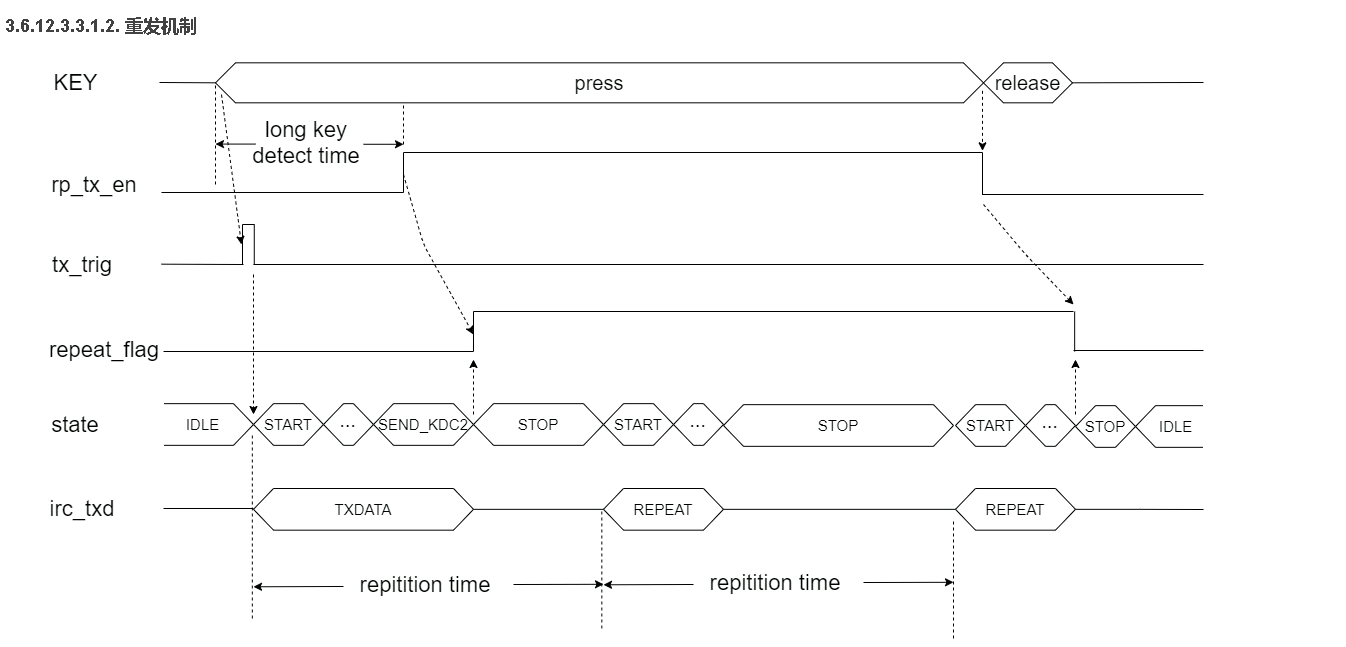 3.6.12.3.3.1.2. 重发机制
KEY
press
release
long key
detect time
rp_tx_en
tx_trig
repeat_flag
state
IDLE
START
...
SEND_KDC2
STOP
START
...
STOP
START
...
STOP
IDLE
irc_txd
TXDATA
REPEAT
REPEAT
repitition time
repitition time